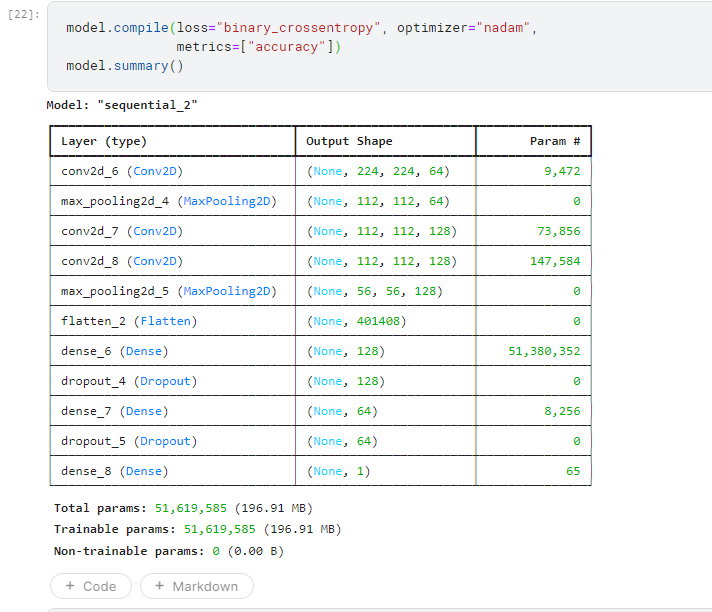 [22]:
model.compile(loss="binary_crossentropy", optimizer="nadam",
metrics=["accuracy"])
model.summary()
Model: "sequential_2"
Layer (type) Output Shape Param #
conv2d_6 (Conv2D) (None, 224, 224, 64) 9,472
max_pooling2d_4 (MaxPooling2D) (None, 112, 112, 64) 0
conv2d_7 (Conv2D) (None, 112, 112, 128) 73,856
conv2d_8 (Conv2D) (None, 112, 112, 128) 147,584
max_pooling2d_5 (MaxPooling2D) (None, 56, 56, 128) 0
flatten_2 (Flatten) (None, 401408) 0
dense_6 (Dense) (None, 128) 51,380,352
dropout_4 (Dropout) (None, 128) 0
dense_7 (Dense) (None, 64) 8,256
dropout_5 (Dropout) (None, 64) 0
dense_8 (Dense) (None, 1) 65
Total params: 51,619,585 (196.91 MB)
Trainable params: 51,619,585 (196.91 MB)
Non-trainable params: 0 (0.00 B)
+ Code + Markdown